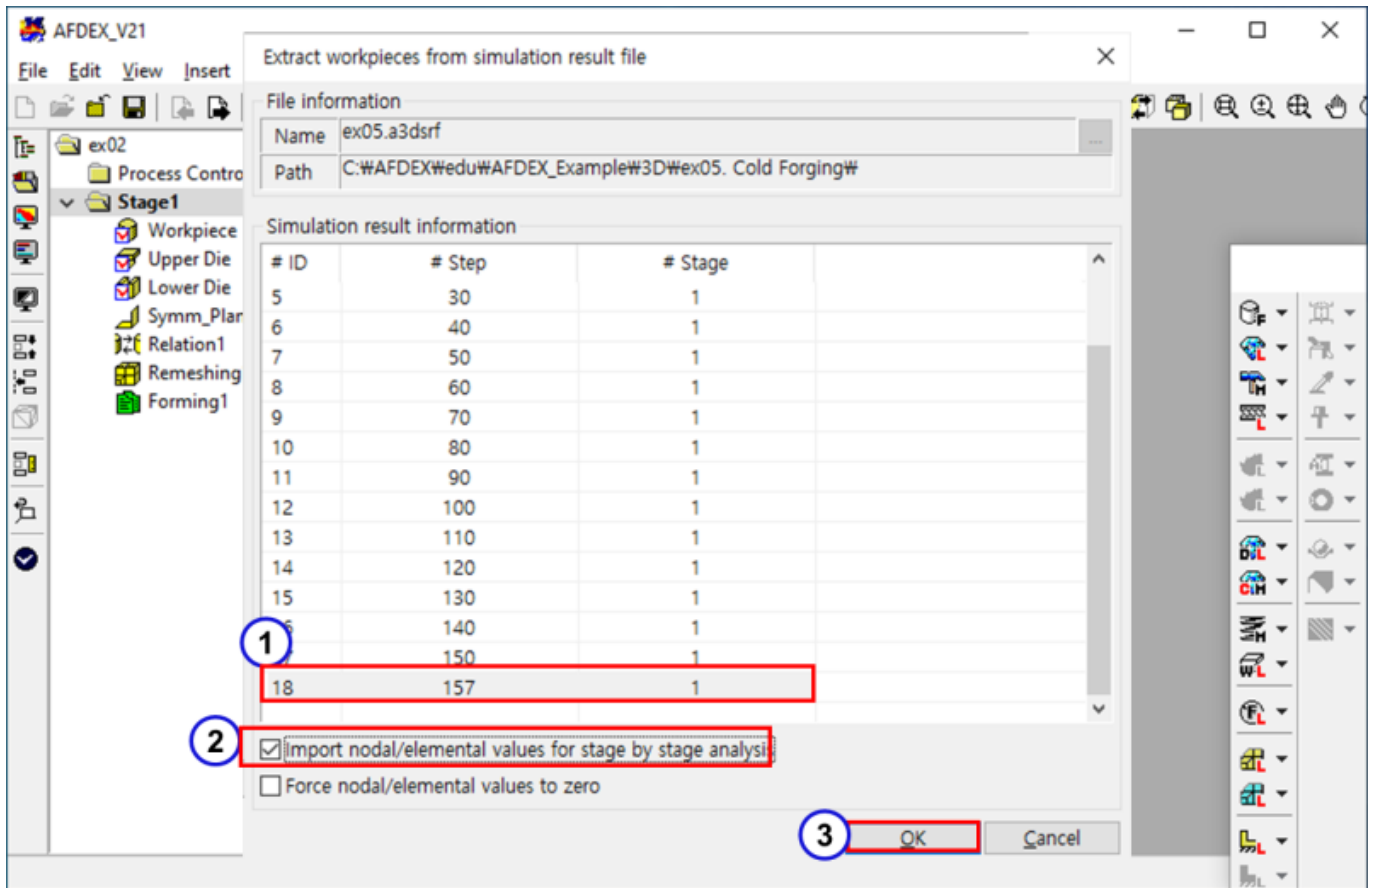 AFDEX_V21
File Edit View Insert
Extract workpieces from simulation result file
File information
Name ex05.a3dsrf ...
Path C:₩AFDEX₩edu₩AFDEX_Example₩3D₩ex05. Cold Forging₩
ex02
Process Contro
Stage1
Workpiece
Upper Die
Lower Die
Symm_Plan
Relation1
Remeshing
Forming1
Simulation result information
# ID # Step # Stage
5 30 1
6 40 1
7 50 1
8 60 1
9 70 1
10 80 1
11 90 1
12 100 1
13 110 1
14 120 1
15 130 1
6 140 1
150 1
18 157 1
1
2
Import nodal/elemental values for stage by stage analysis
Force nodal/elemental values to zero
3
OK Cancel